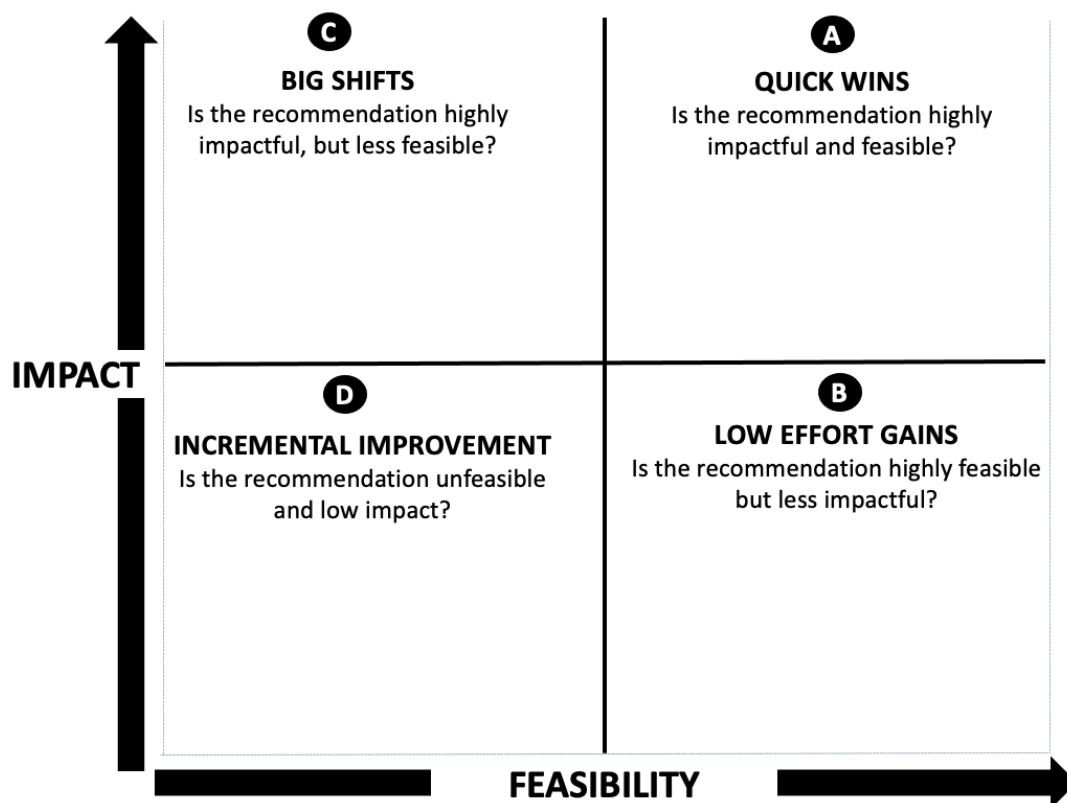 C
BIG SHIFTS
Is the recommendation highly
impactful, but less feasible?
A
QUICK WINS
Is the recommendation highly
impactful and feasible?
IMPACT
D
INCREMENTAL IMPROVEMENT
Is the recommendation unfeasible
and low impact?
B
LOW EFFORT GAINS
Is the recommendation highly feasible
but less impactful?
FEASIBILITY